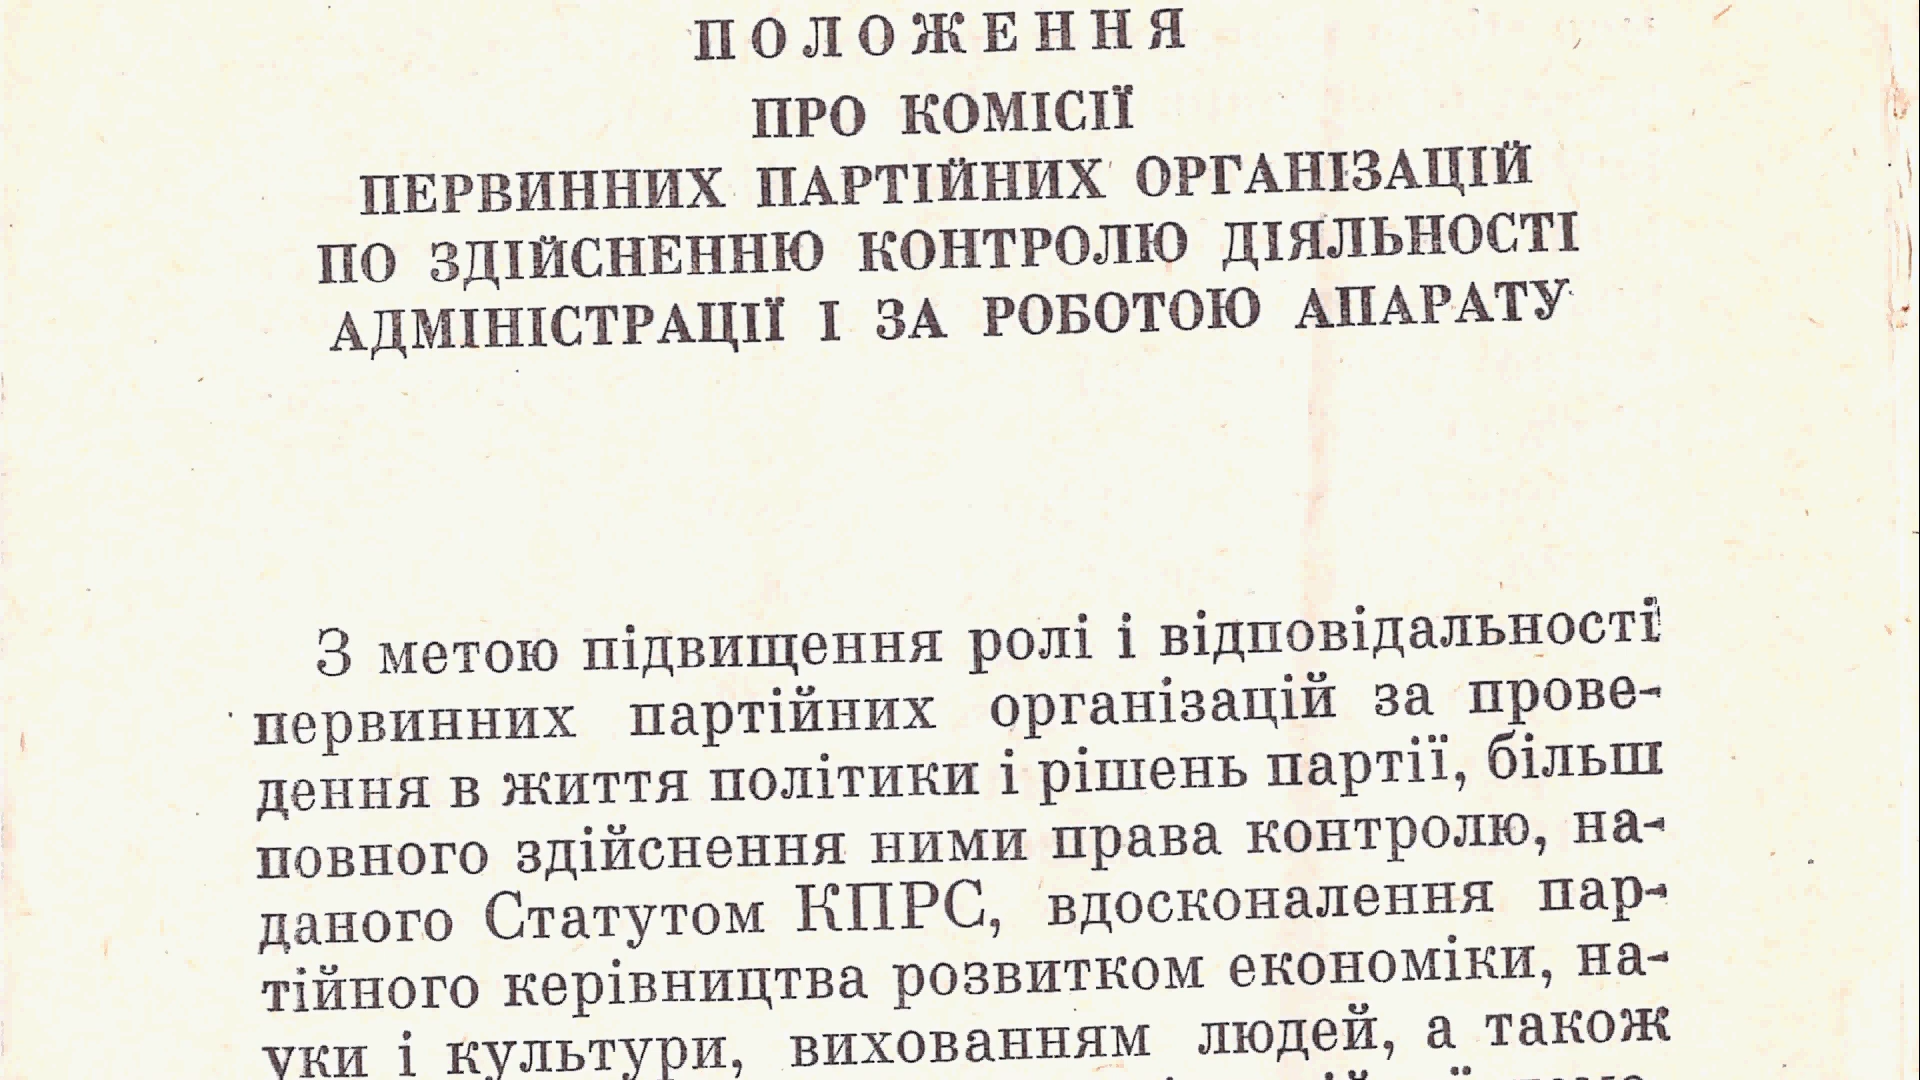 ПОЛОЖЕННЯ
ПРО КОМІСІЇ
ПЕРВИННИХ ПАРТІЙНИХ ОРГАНІЗАЦІЙ
ПО ЗДІЙСНЕННЮ КОНТРОЛЮ ДІЯЛЬНОСТІ
АДМІНІСТРАЦІЇ І ЗА РОБОТОЮ АПАРАТУ
З метою підвищення ролі і відповідальності
первинних партійних організацій за прове-
дення в життя політики і рішень партії, більш
повного здійснення ними права контролю, на-
даного Статутом КПРС, вдосконалення пар-
тійного керівництва розвитком економіки, на-
уки і культури, вихованням людей, а також